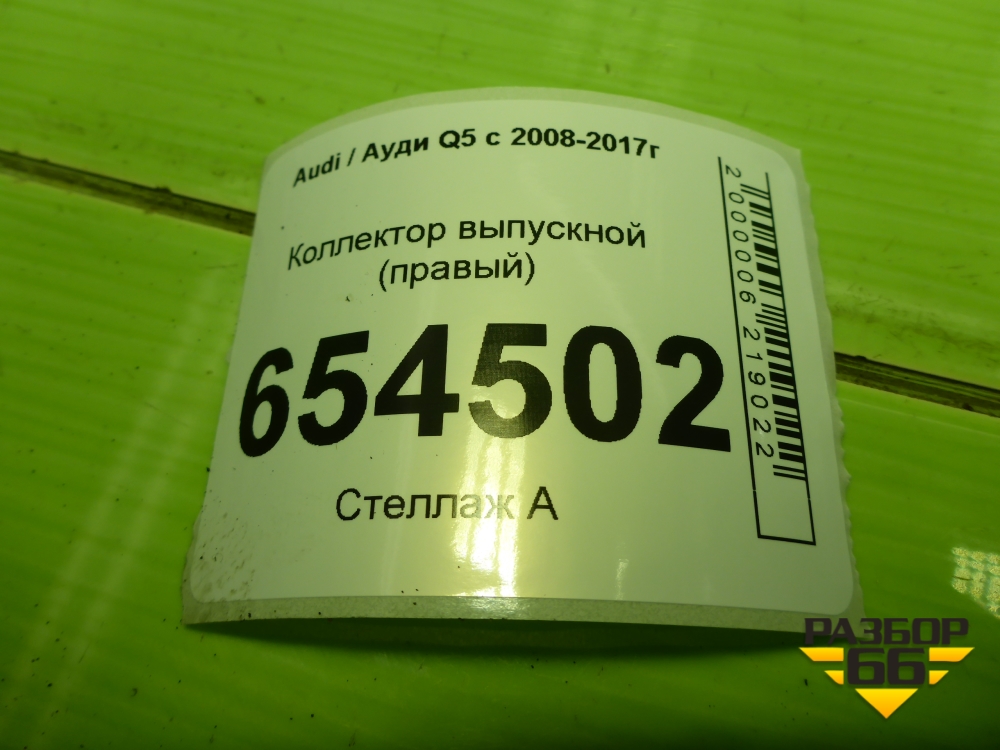 Audi / Ауди Q5 с 2008-2017г
Коллектор выпускной
(правый)
654502
Стеллаж А
2000006219022
РАЗБОР
66